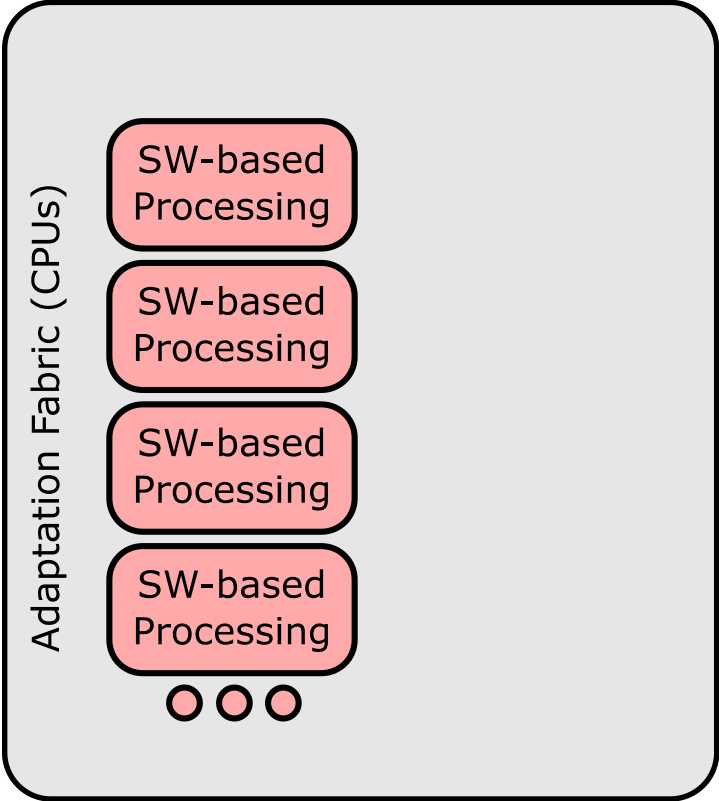 Adaptation Fabric (CPUs)
SW-based
Processing
SW-based
Processing
SW-based
Processing
SW-based
Processing